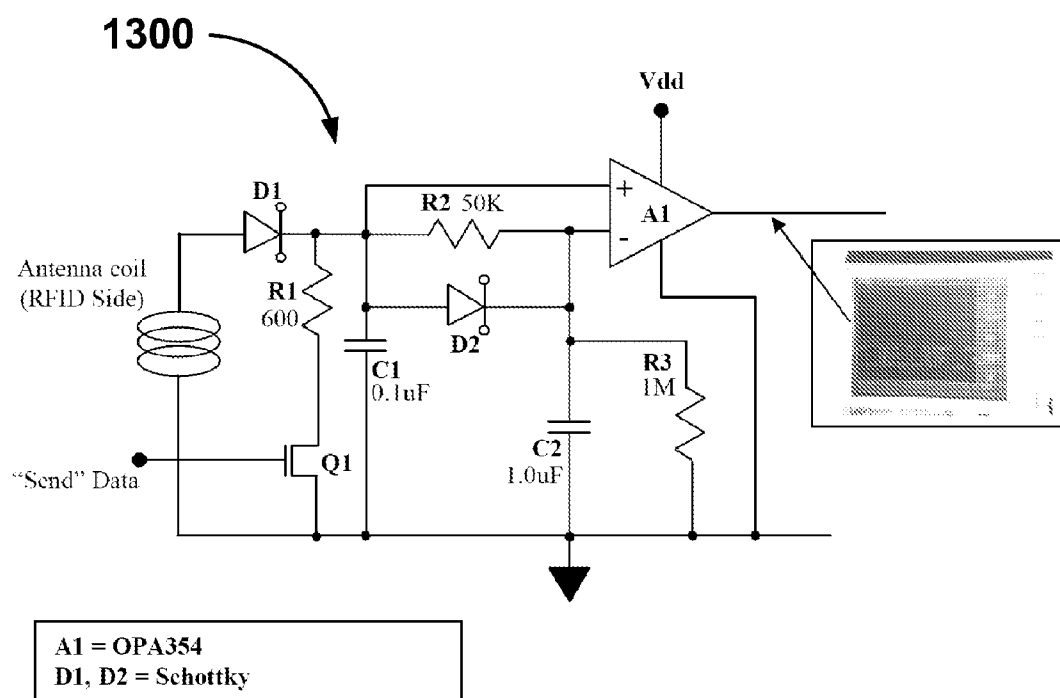 1300
Vdd
D1
R2 50K
+
A1
-
Antenna coil
(RFID Side)
R1
600
D2
C1
0.1uF
R3
1M
C2
1.0uF
Q1
“Send” Data
A1 = OPA354
D1, D2 = Schottky